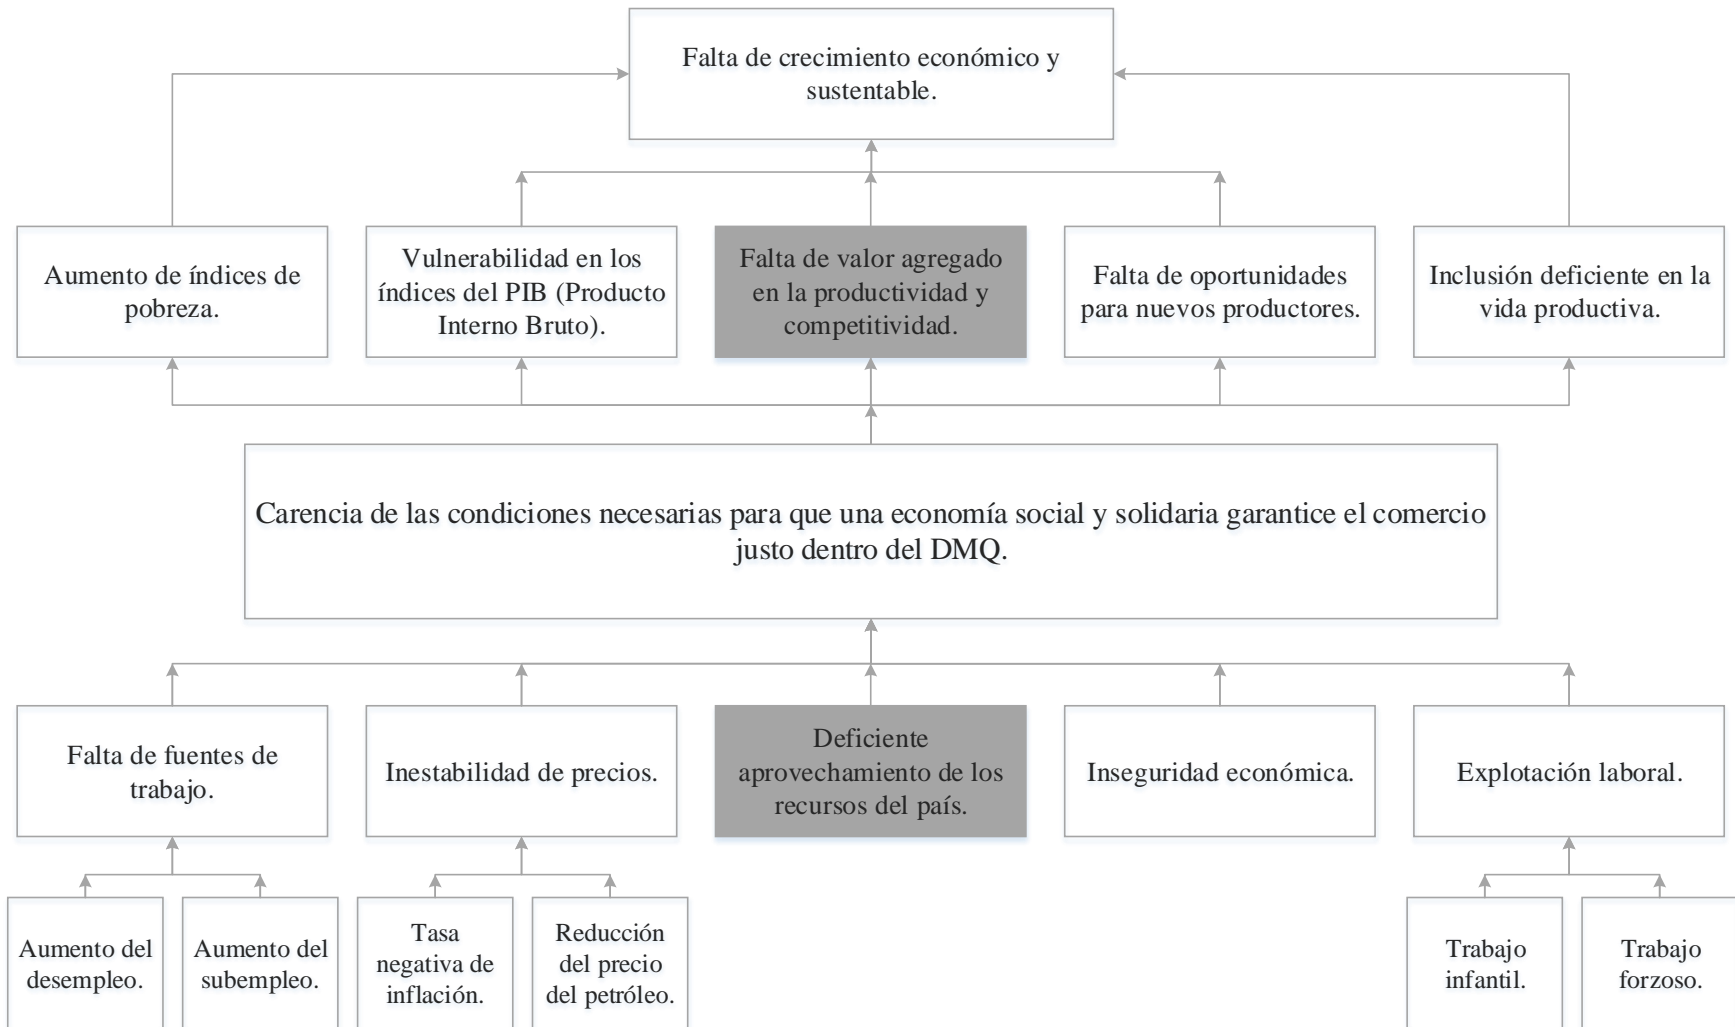 Falta de crecimiento económico y
sustentable.
Aumento de índices de
pobreza.
Vulnerabilidad en los
índices del PIB (Producto
Interno Bruto).
Falta de valor agregado
en la productividad y
competitividad.
Falta de oportunidades
para nuevos productores.
Inclusión deficiente en la
vida productiva.
Carencia de las condiciones necesarias para que una economía social y solidaria garantice el comercio
justo dentro del DMQ.
Falta de fuentes de
trabajo.
Inestabilidad de precios.
Deficiente
aprovechamiento de los
recursos del país.
Inseguridad económica.
Explotación laboral.
Aumento del
desempleo.
Aumento del
subempleo.
Tasa
negativa de
inflación.
Reducción
del precio
del petróleo.
Trabajo
infantil.
Trabajo
forzoso.